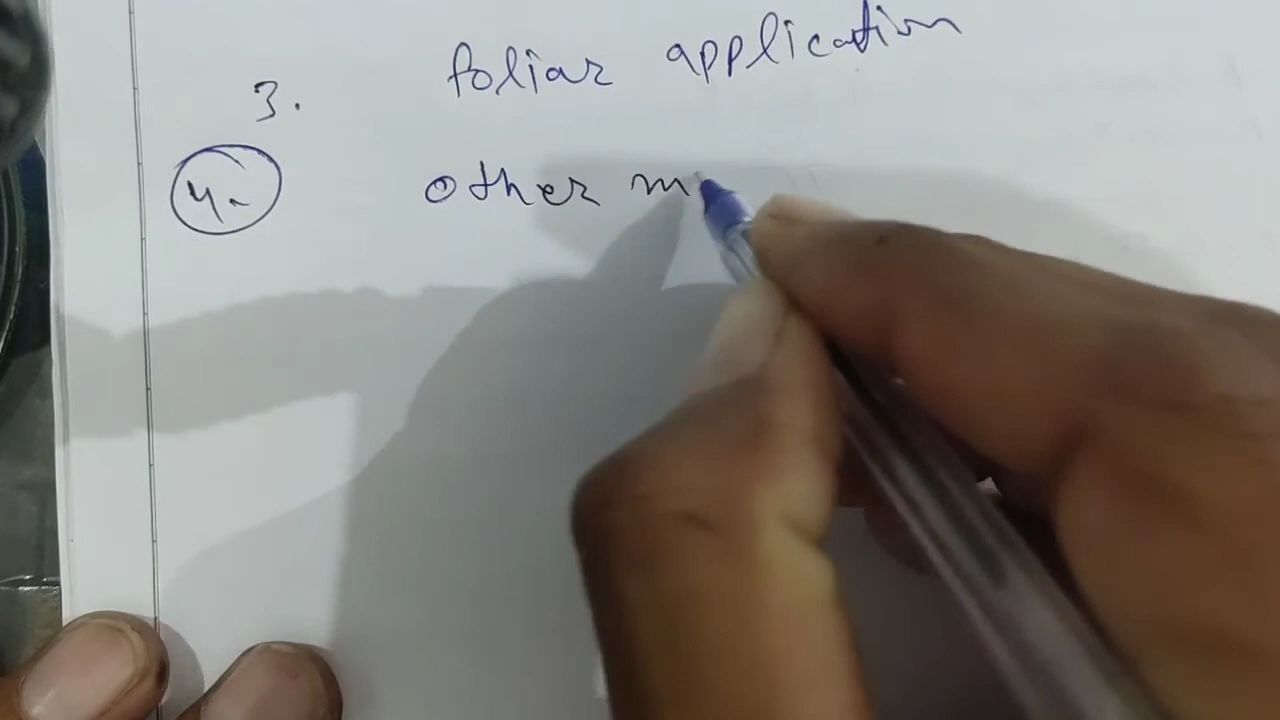 3. foliar application
4. other m